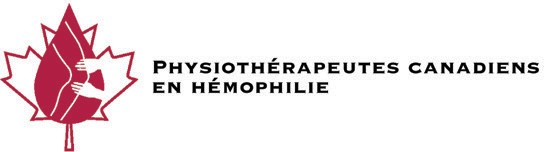 PHYSIOTHÉRAPEUTES CANADIENS
EN HÉMOPHILIE